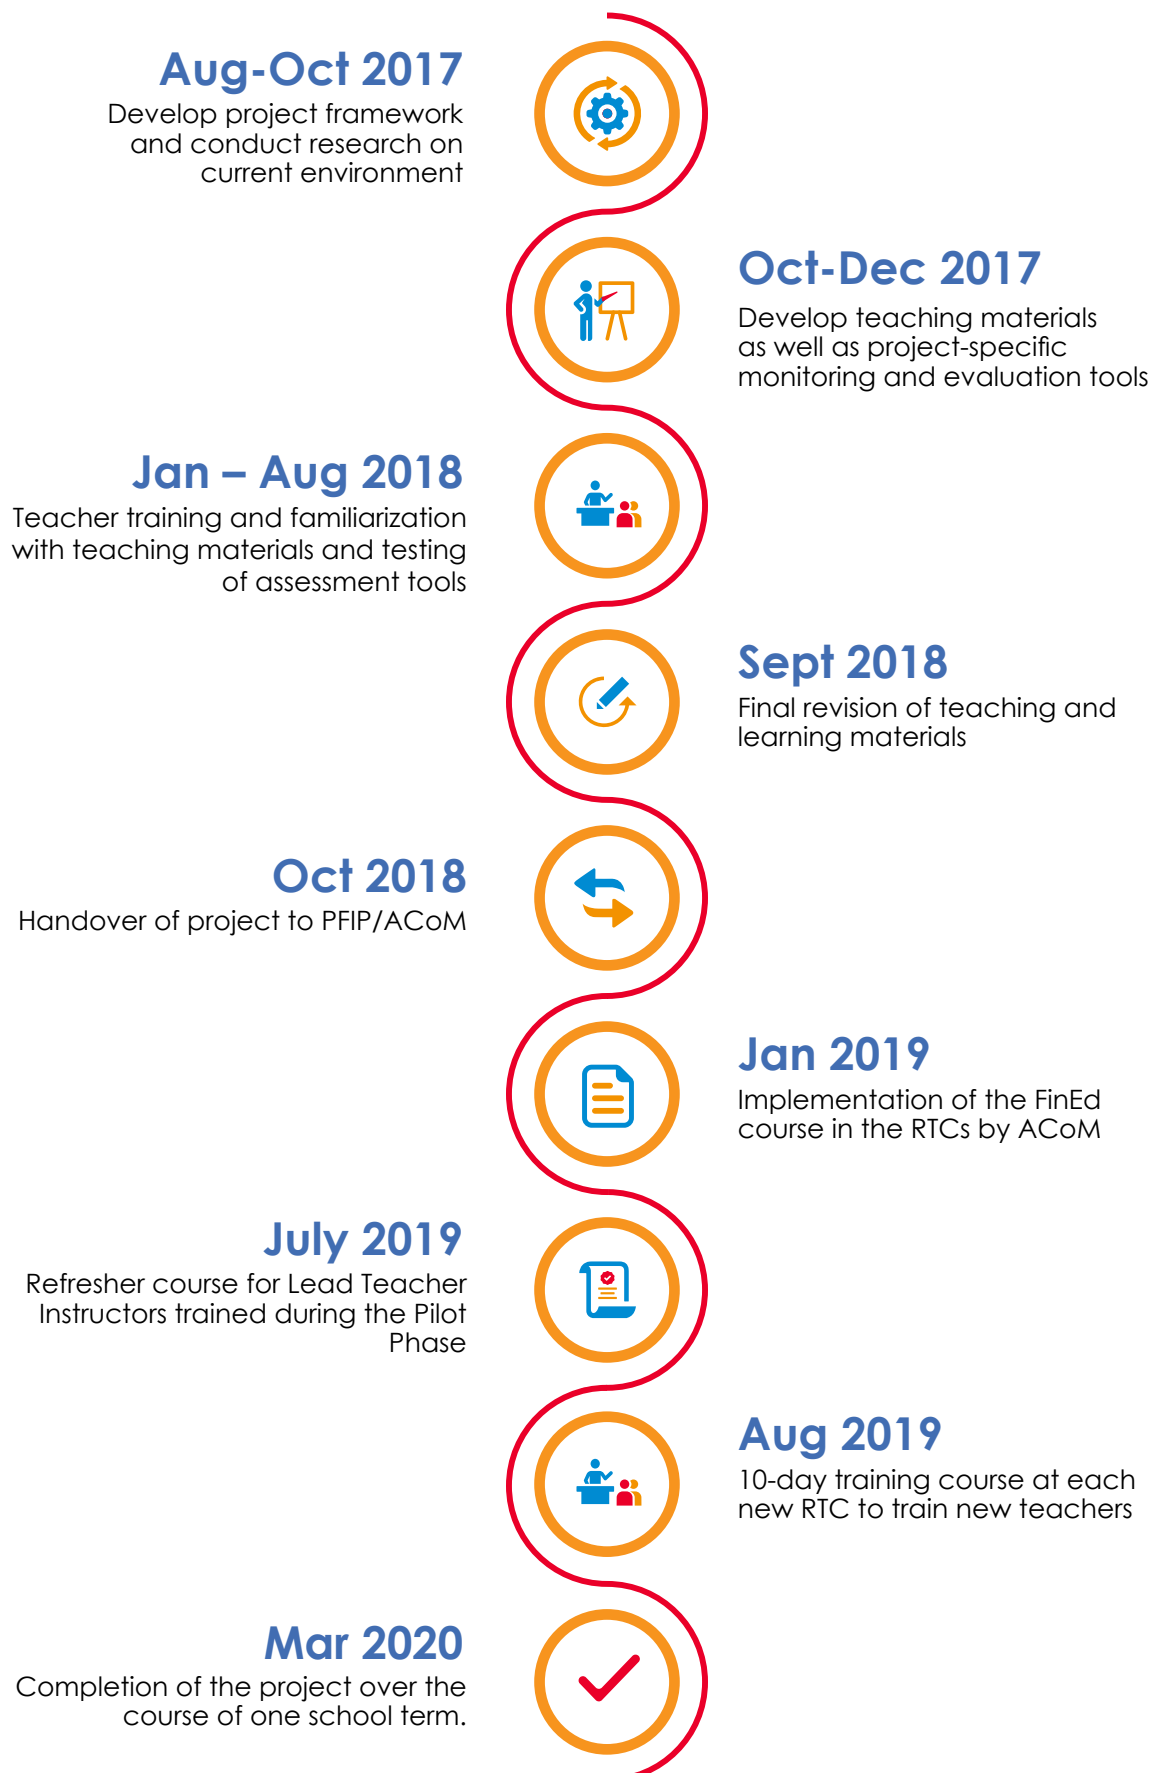 Aug-Oct 2017
Develop project framework
and conduct research on
current environment
Oct-Dec 2017
Develop teaching materials
as well as project-specific
monitoring and evaluation tools
Jan – Aug 2018
Teacher training and familiarization
with teaching materials and testing
of assessment tools
Sept 2018
Final revision of teaching and
learning materials
Oct 2018
Handover of project to PFIP/ACoM
Jan 2019
Implementation of the FinEd
course in the RTCs by ACoM
July 2019
Refresher course for Lead Teacher
Instructors trained during the Pilot
Phase
Aug 2019
10-day training course at each
new RTC to train new teachers
Mar 2020
Completion of the project over the
course of one school term.